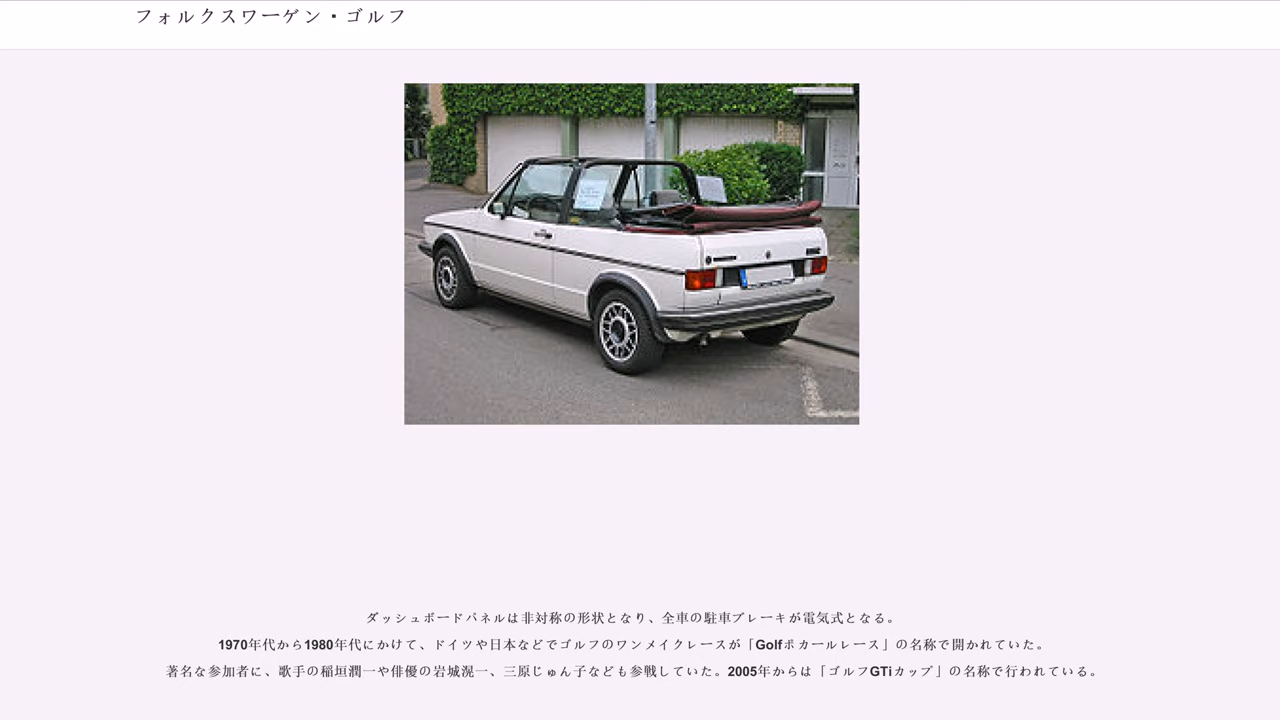 フォルクスワーゲン・ゴルフ
ダッシュボードパネルは非対称の形状となり、全車の駐車ブレーキが電気式となる。
1970年代から1980年代にかけて、ドイツや日本などでゴルフのワンメイクレースが「Golfポカールレース」の名称で開かれていた。
著名な参加者に、歌手の稲垣潤一や俳優の岩城滉一、三原じゅん子なども参戦していた。2005年からは「ゴルフGTiカップ」の名称で行われている。